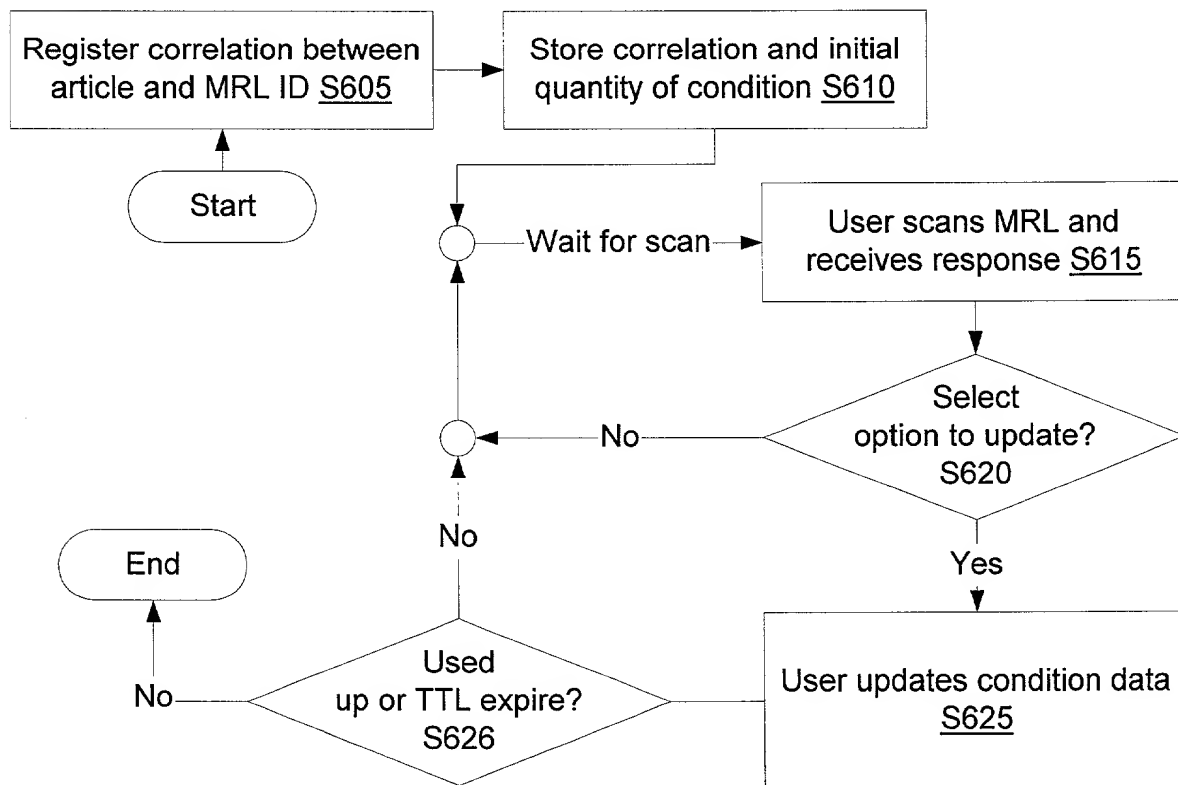 Register correlation between
article and MRL ID S605
Store correlation and initial
quantity of condition S610
Start
Wait for scan
User scans MRL and
receives response S615
Select
option to update?
S620
No
Yes
No
End
Used
up or TTL expire?
S626
No
User updates condition data
S625